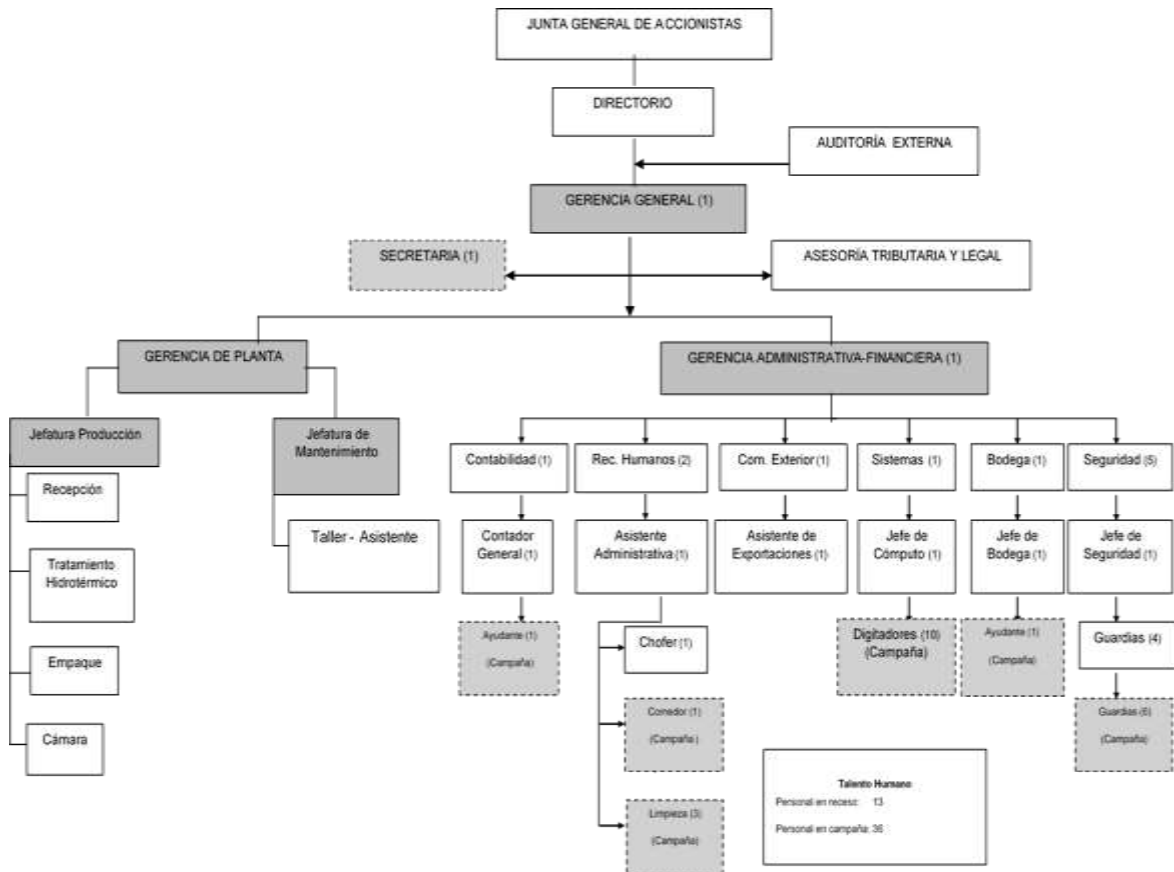 JUNTA GENERAL DE ACCIONISTAS
DIRECTORIO
AUDITORÍA EXTERNA
GERENCIA GENERAL (1)
SECRETARIA (1)
ASESORÍA TRIBUTARIA Y LEGAL
GERENCIA DE PLANTA
GERENCIA ADMINISTRATIVA-FINANCIERA (1)
Jefatura Producción
Jefatura de
Mantenimiento
Recepción
Tratamiento
Hidrotérmico
Empaque
Cámara
Taller - Asistente
Contabilidad (1)
Rec. Humanos (2)
Com. Exterior (1)
Sistemas (1)
Bodega (1)
Seguridad (5)
Contador
General (1)
Asistente
Administrativa (1)
Asistente de
Exportaciones (1)
Jefe de
Cómputo (1)
Jefe de
Bodega (1)
Jefe de
Seguridad (1)
Ayudante (1)
(Campaña)
Chofer (1)
Digitadores (10)
(Campaña)
Ayudante (1)
(Campaña)
Guardias (4)
Comedor (1)
(Campaña )
Guardias (6)
(Campaña)
Limpieza (3)
(Campaña)
Talento Humano
Personal en receso: 13
Personal en campaña: 36